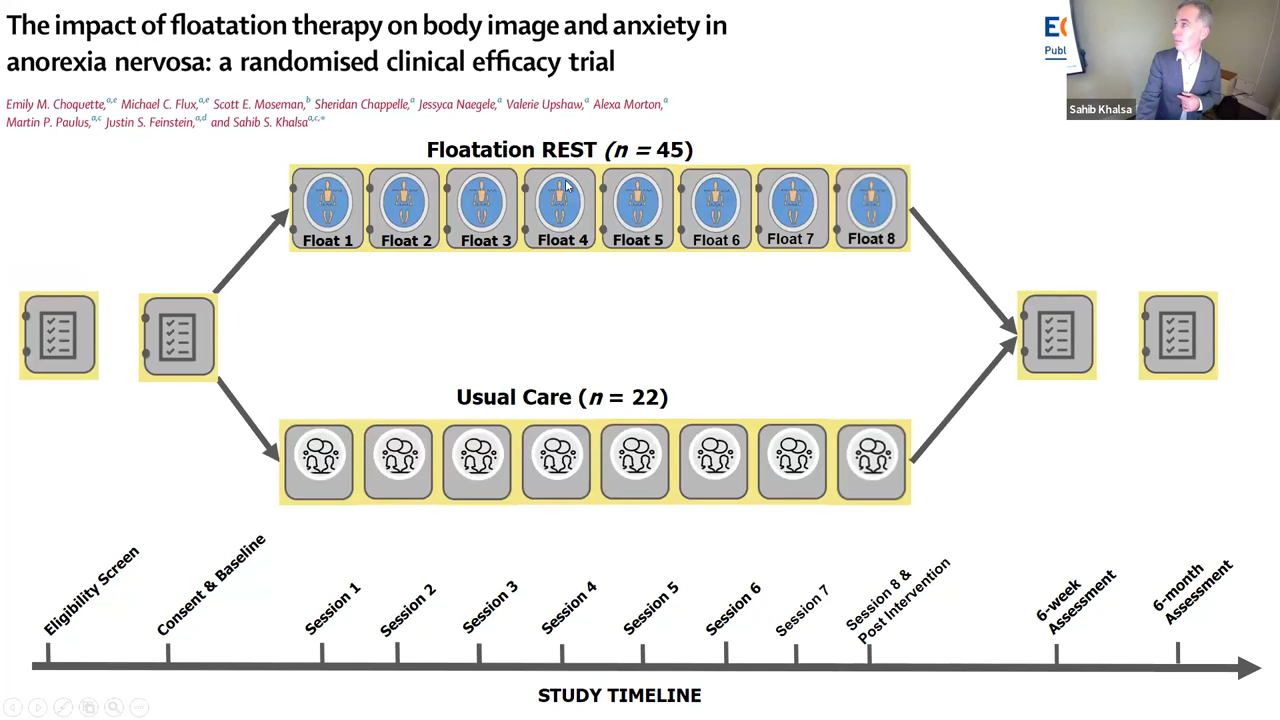 The impact of floatation therapy on body image and anxiety in
anorexia nervosa: a randomised clinical efficacy trial
Emily M. Choquette,a,e Michael C. Flux,a,e Scott E. Moseman,b Sheridan Chappelle,a Jessyca Naegele,a Valerie Upshaw,a Alexa Morton,a
Martin P. Paulus,a,c Justin S. Feinstein,a,d and Sahib S. Khalsa a,c,*
Publ
Sahib Khalsa
Floatation REST (n = 45)
Float 1 Float 2 Float 3 Float 4 Float 5 Float 6 Float 7 Float 8
Usual Care (n = 22)
Eligibility Screen
Consent & Baseline
Session 1
Session 2
Session 3
Session 4
Session 5
Session 6
Session 7
Session 8 &
Post Intervention
6-week
Assessment
6-month
Assessment
STUDY TIMELINE